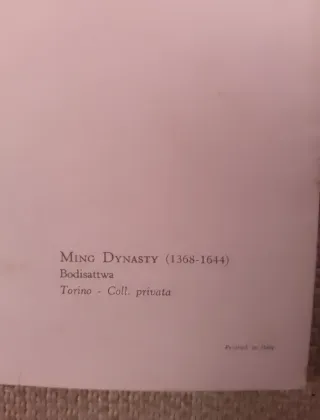 MING DYNASTY (1368-1644)
Bodisattwa
Torino - Coll. privata
Printed in Italy